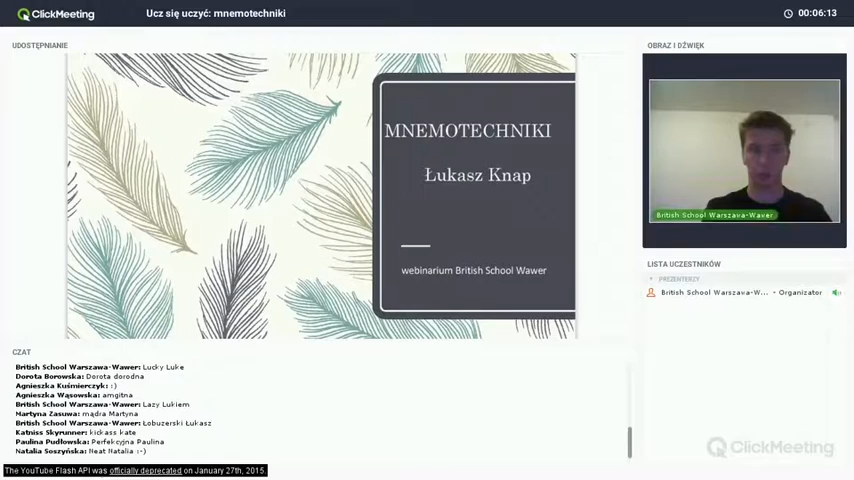 ClickMeeting
Ucz się uczyć: mnemotechniki
00:06:13
UDOSTĘPNIANIE
OBRAZ I DŹWIĘK
MNEMOTECHNIKI
Łukasz Knap
webinarium British School Wawer
British School Warszawa-Waver
LISTA UCZESTNIKÓW
PREZENTERZY
British School Warszawa-W... - Organizator
CZAT
British School Warszawa-Wawer: Lucky Luke
Dorota Borowska: Dorota dorodna
Agnieszka Kuśmierczyk: :)
Agnieszka Wąsowska: amgitna
British School Warszawa-Wawer: Lazy Lukiem
Martyna Zasuwa: mądra Martyna
British School Warszawa-Wawer: Łobuzerski Łukasz
Katniss Skyrunner: kickass kate
Paulina Pudłowska: Perfekcyjna Paulina
Natalia Soszyńska: Neat Natalia :-)
ClickMeeting
The YouTube Flash API was officially deprecated on January 27th, 2015.